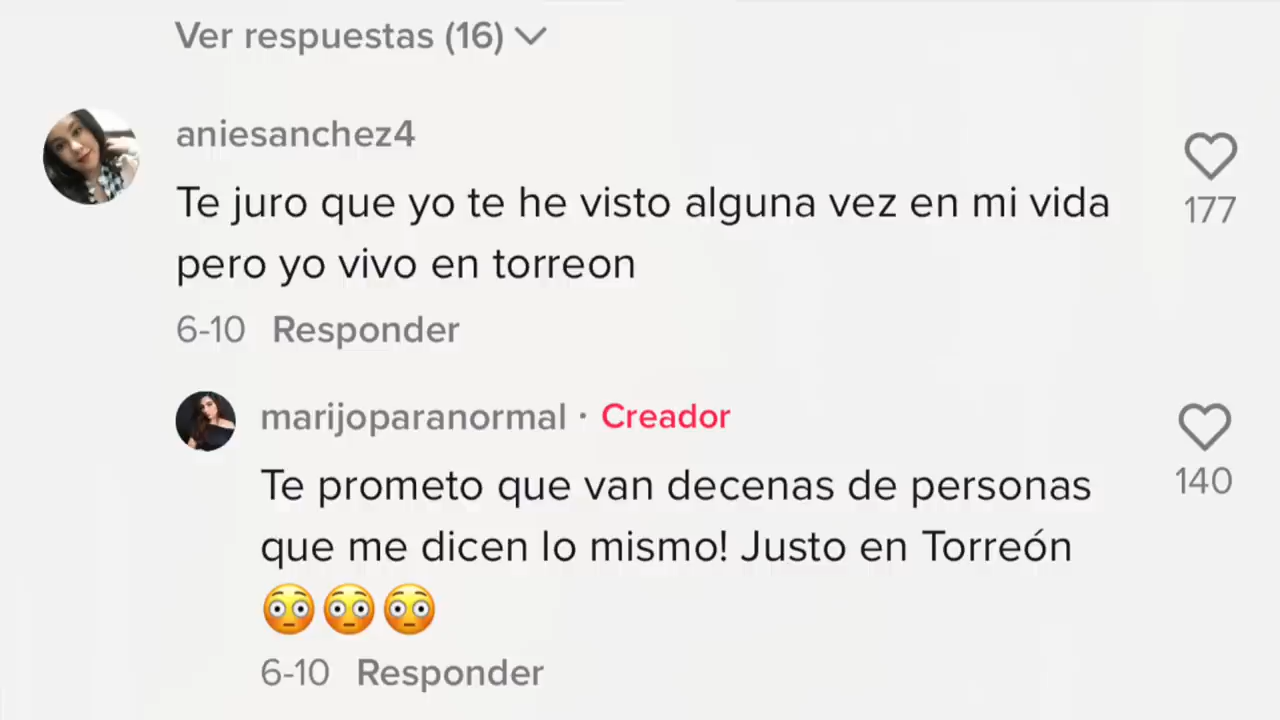 Ver respuestas (16)
aniesanchez4
Te juro que yo te he visto alguna vez en mi vida
pero yo vivo en torreon
177
6-10 Responder
marijoparanormal · Creador
Te prometo que van decenas de personas
que me dicen lo mismo! Justo en Torreón
😳😳😳
140
6-10 Responder